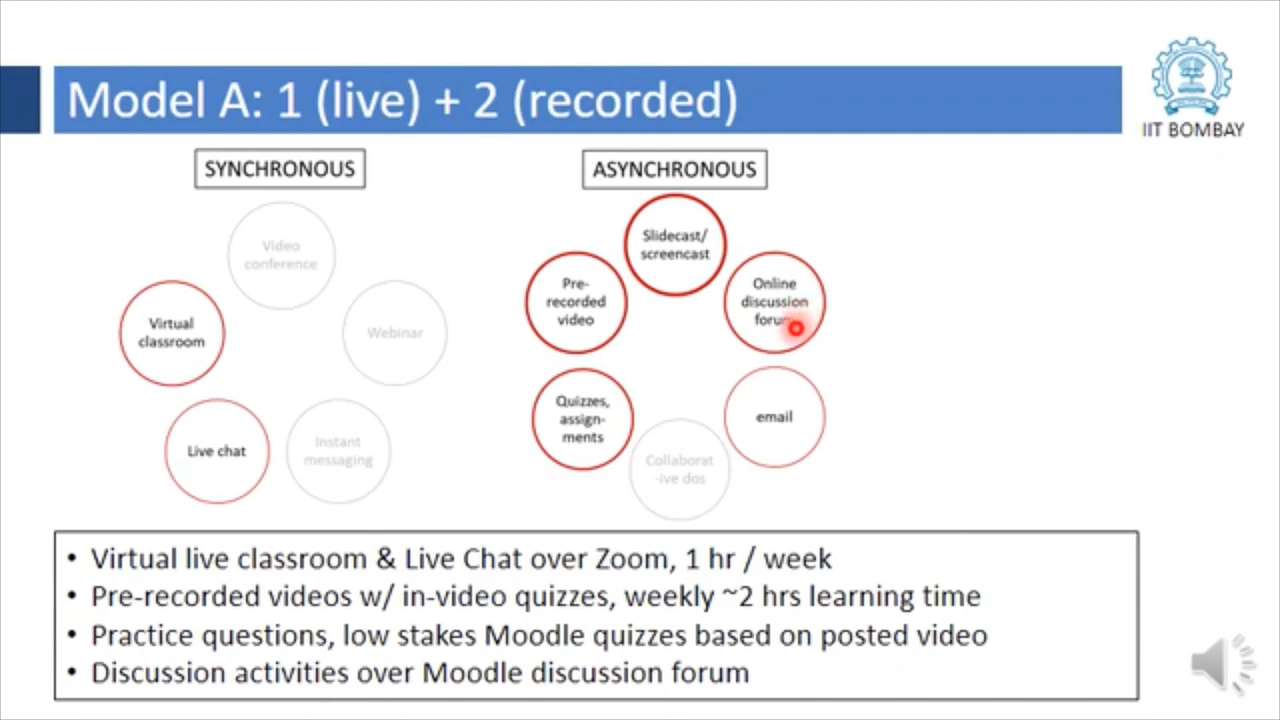 Model A: 1 (live) + 2 (recorded)
IIT BOMBAY
SYNCHRONOUS
Video
conference
Virtual
classroom
Webinar
Live chat
Instant
messaging
ASYNCHRONOUS
Slidecast/
screencast
Pre-
recorded
video
Online
discussion
Quizzes,
assign-
ments
email
Collaborat
-ive dos
• Virtual live classroom & Live Chat over Zoom, 1 hr / week
• Pre-recorded videos w/ in-video quizzes, weekly ~2 hrs learning time
• Practice questions, low stakes Moodle quizzes based on posted video
• Discussion activities over Moodle discussion forum